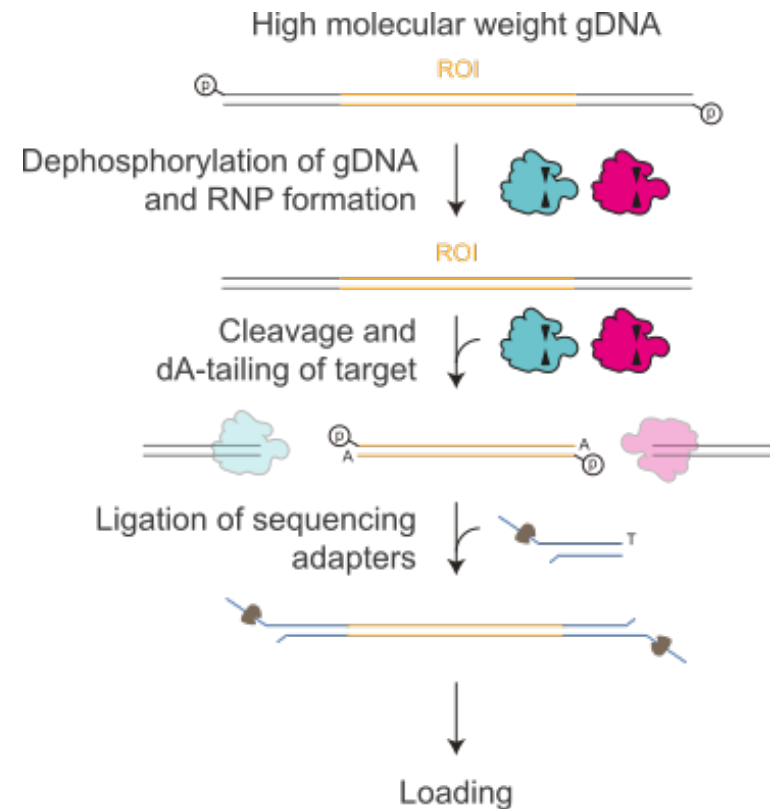 High molecular weight gDNA
ROI
p
p
Dephosphorylation of gDNA
and RNP formation
ROI
Cleavage and
dA-tailing of target
p
A
A
p
Ligation of sequencing
adapters
T
Loading